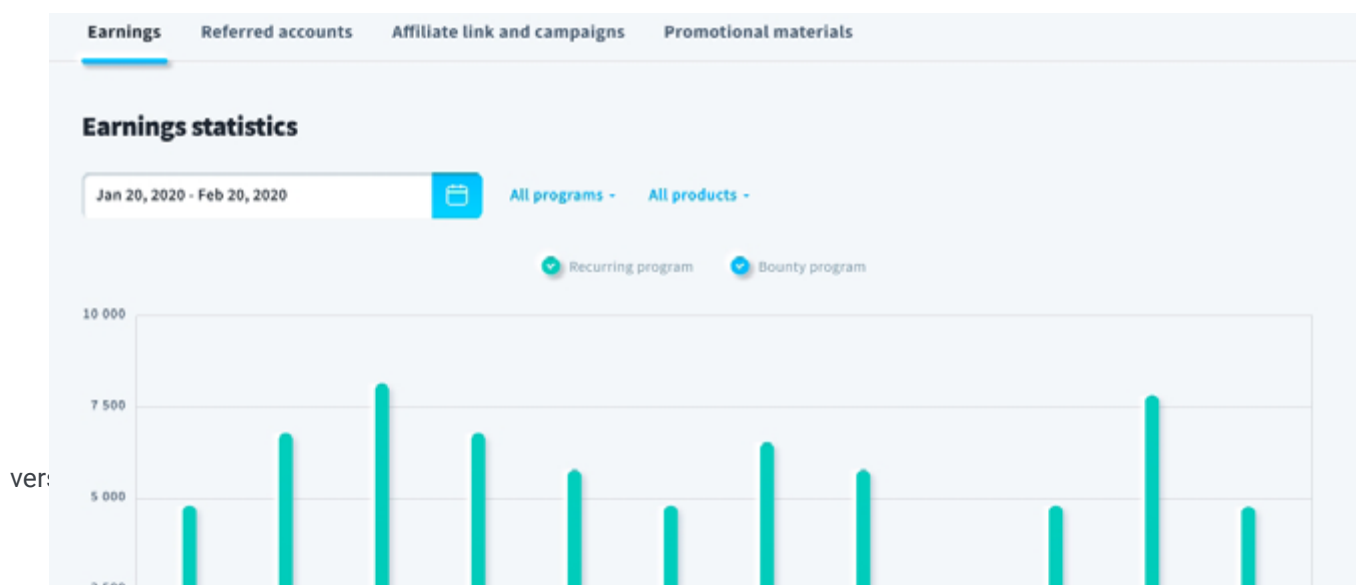 Earnings Referred accounts Affiliate link and campaigns Promotional materials
Earnings statistics
Jan 20, 2020 - Feb 20, 2020 All programs - All products -
Recurring program Bounty program
10 000
7 500
5 000